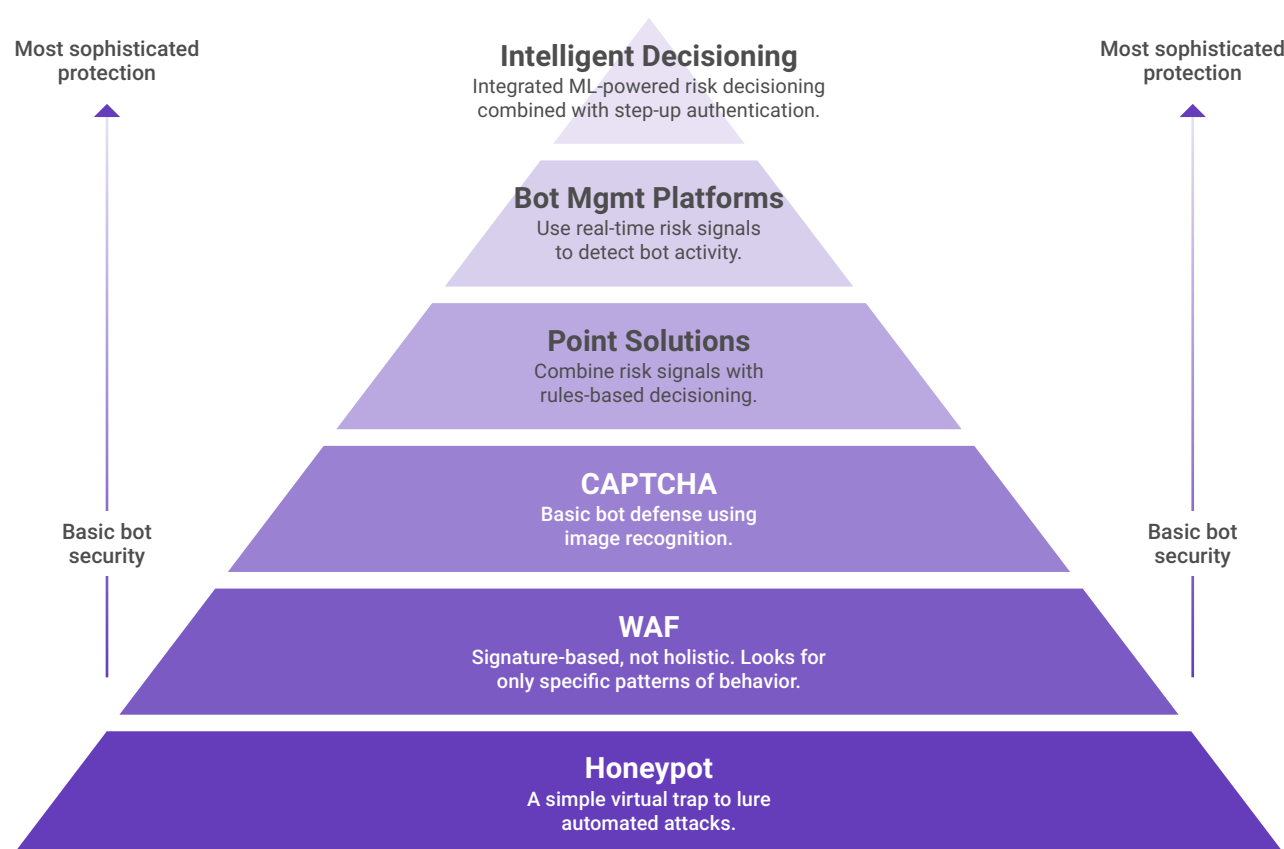 Most sophisticated
protection
Intelligent Decisioning
Integrated ML-powered risk decisioning
combined with step-up authentication.
Most sophisticated
protection
Bot Mgmt Platforms
Use real-time risk signals
to detect bot activity.
Point Solutions
Combine risk signals with
rules-based decisioning.
CAPTCHA
Basic bot defense using
image recognition.
Basic bot
security
Basic bot
security
WAF
Signature-based, not holistic. Looks for
only specific patterns of behavior.
Honeypot
A simple virtual trap to lure
automated attacks.